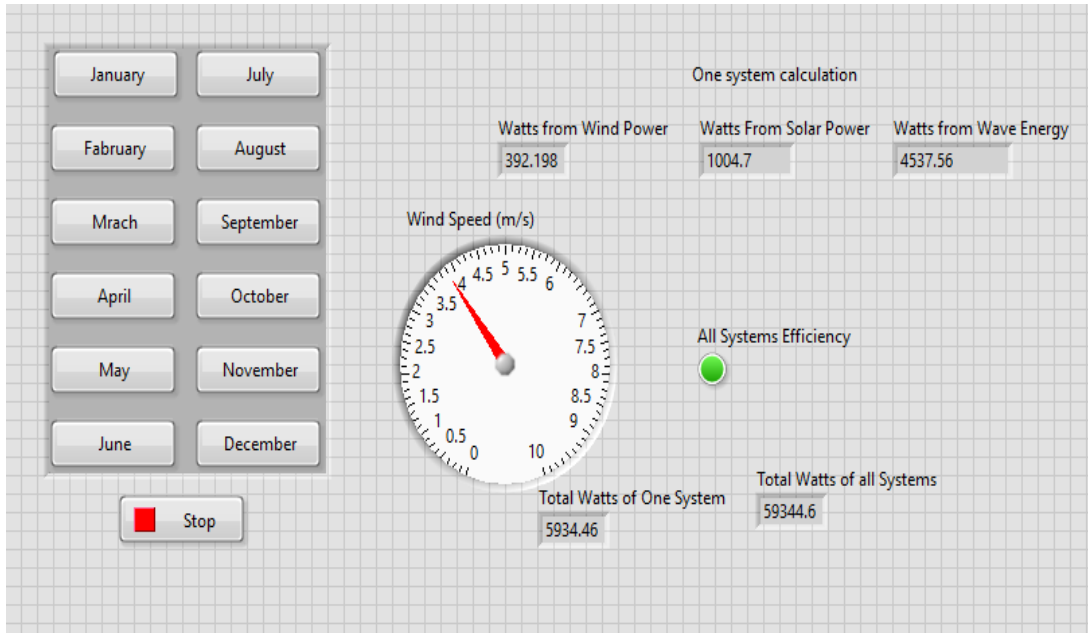 January
July
Fabruary
August
Mrach
September
April
October
May
November
June
December
Stop
One system calculation
Watts from Wind Power
392.198
Watts From Solar Power
1004.7
Watts from Wave Energy
4537.56
Wind Speed (m/s)
0
0.5
1
1.5
2
2.5
3
3.5
4
4.5
5
5.5
6
7
7.5
8
8.5
9
10
All Systems Efficiency
Total Watts of One System
5934.46
Total Watts of all Systems
59344.6